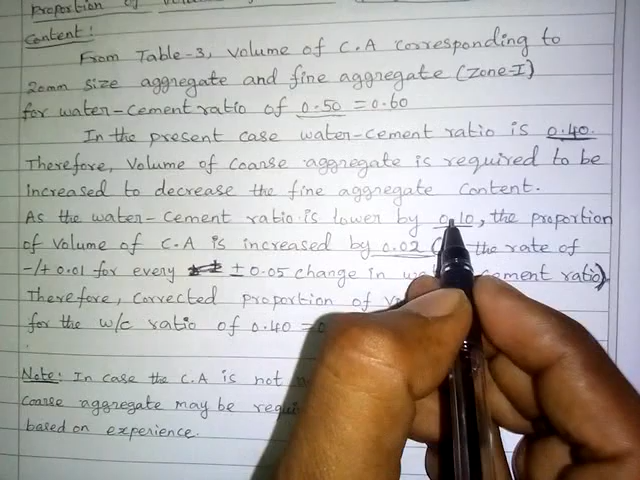 Proportion of
Content:
From Table-3, volume of C.A corresponding to
20mm size aggregate and fine aggregate (Zone-I)
for water-cement ratio of 0.50 = 0.60
In the present case water-cement ratio is 0.40.
Therefore, volume of coarse aggregate is required to be
increased to decrease the fine aggregate content.
As the water-cement ratio is lower by 0.10, the proportion
of volume of C.A is increased by 0.02 ( the rate of
-/+ 0.01 for every ± 0.05 change in cement ratio)
Therefore, corrected proportion of
for the w/c ratio of 0.40 =
Note: In case the C.A is not
coarse aggregate may be
based on experience.